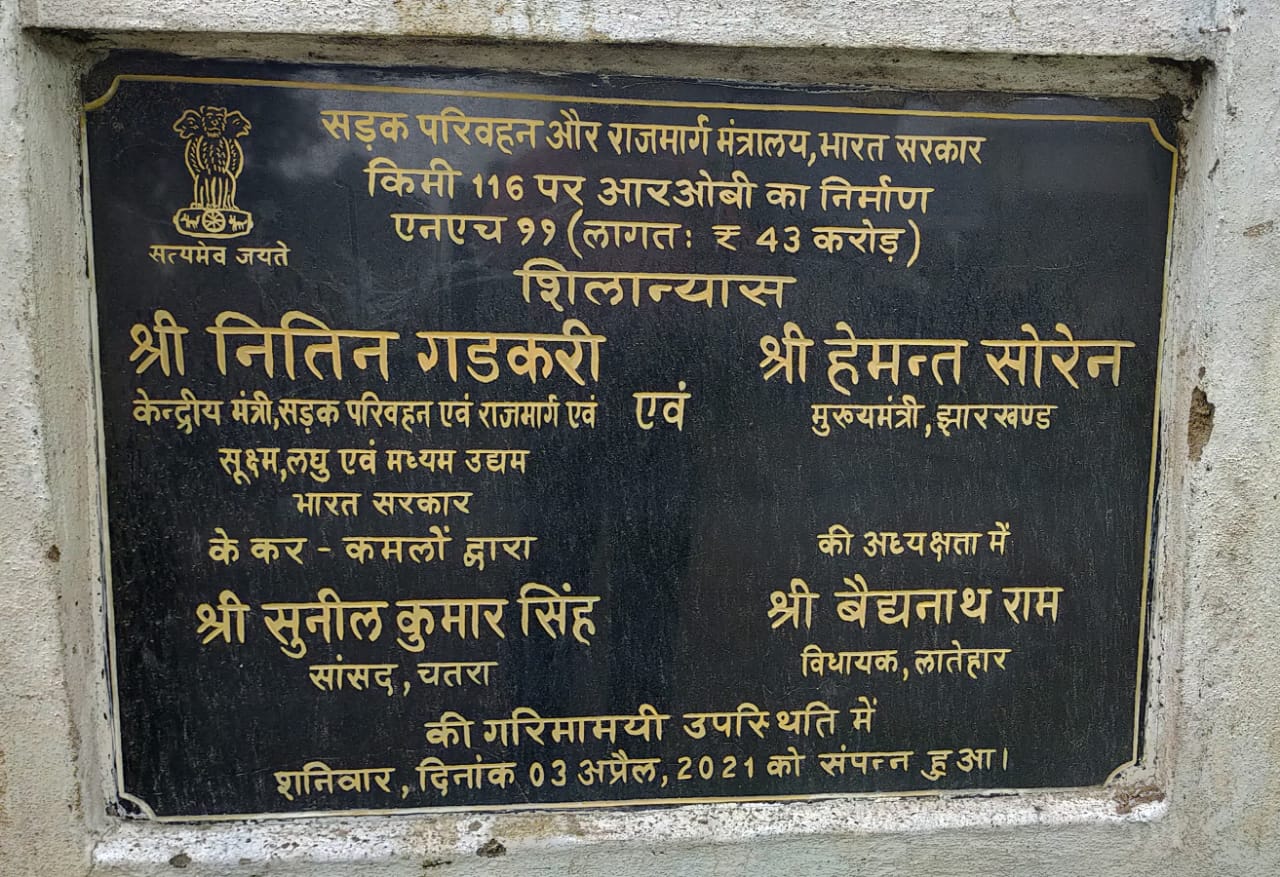 सड़क परिवहन और राजमार्ग मंत्रालय,भारत सरकार
किमी 116 पर आरओबी का निर्माण
एनएच ९९ (लागतः ₹ 43 करोड़)
सत्यमेव जयते
शिलान्यास
श्री नितिन गडकरी
केन्द्रीय मंत्री,सड़क परिवहन एवं राजमार्ग एवं
सूक्ष्म,लघु एवं मध्यम उद्यम
भारत सरकार
के कर - कमलों द्वारा
एवं
श्री हेमन्त सोरेन
मुख्यमंत्री,झारखण्ड
की अध्यक्षता में
श्री सुनील कुमार सिंह
सांसद,चतरा
श्री बैद्यनाथ राम
विधायक,लातेहार
की गरिमामयी उपस्थिति में
शनिवार,दिनांक 03 अप्रैल,2021 को संपन्न हुआ।